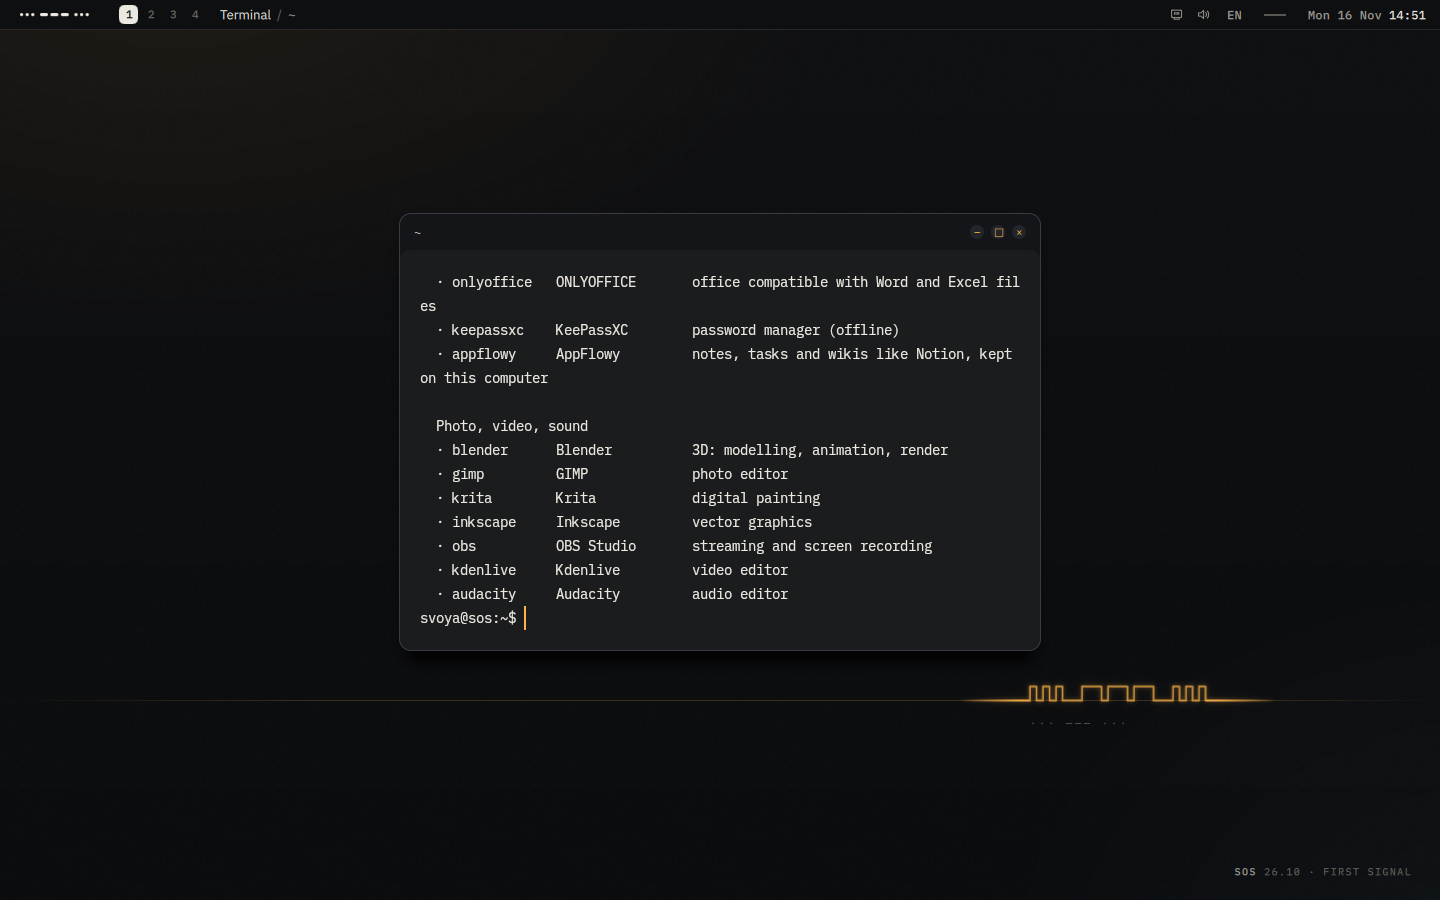 1 2 3 4 Terminal / ~ EN Mon 16 Nov 14:51
~
· onlyoffice ONLYOFFICE office compatible with Word and Excel fil
es
· keepassxc KeePassXC password manager (offline)
· appflowy AppFlowy notes, tasks and wikis like Notion, kept
on this computer
Photo, video, sound
· blender Blender 3D: modelling, animation, render
· gimp GIMP photo editor
· krita Krita digital painting
· inkscape Inkscape vector graphics
· obs OBS Studio streaming and screen recording
· kdenlive Kdenlive video editor
· audacity Audacity audio editor
svoya@sos:~$
SOS 26.10 · FIRST SIGNAL